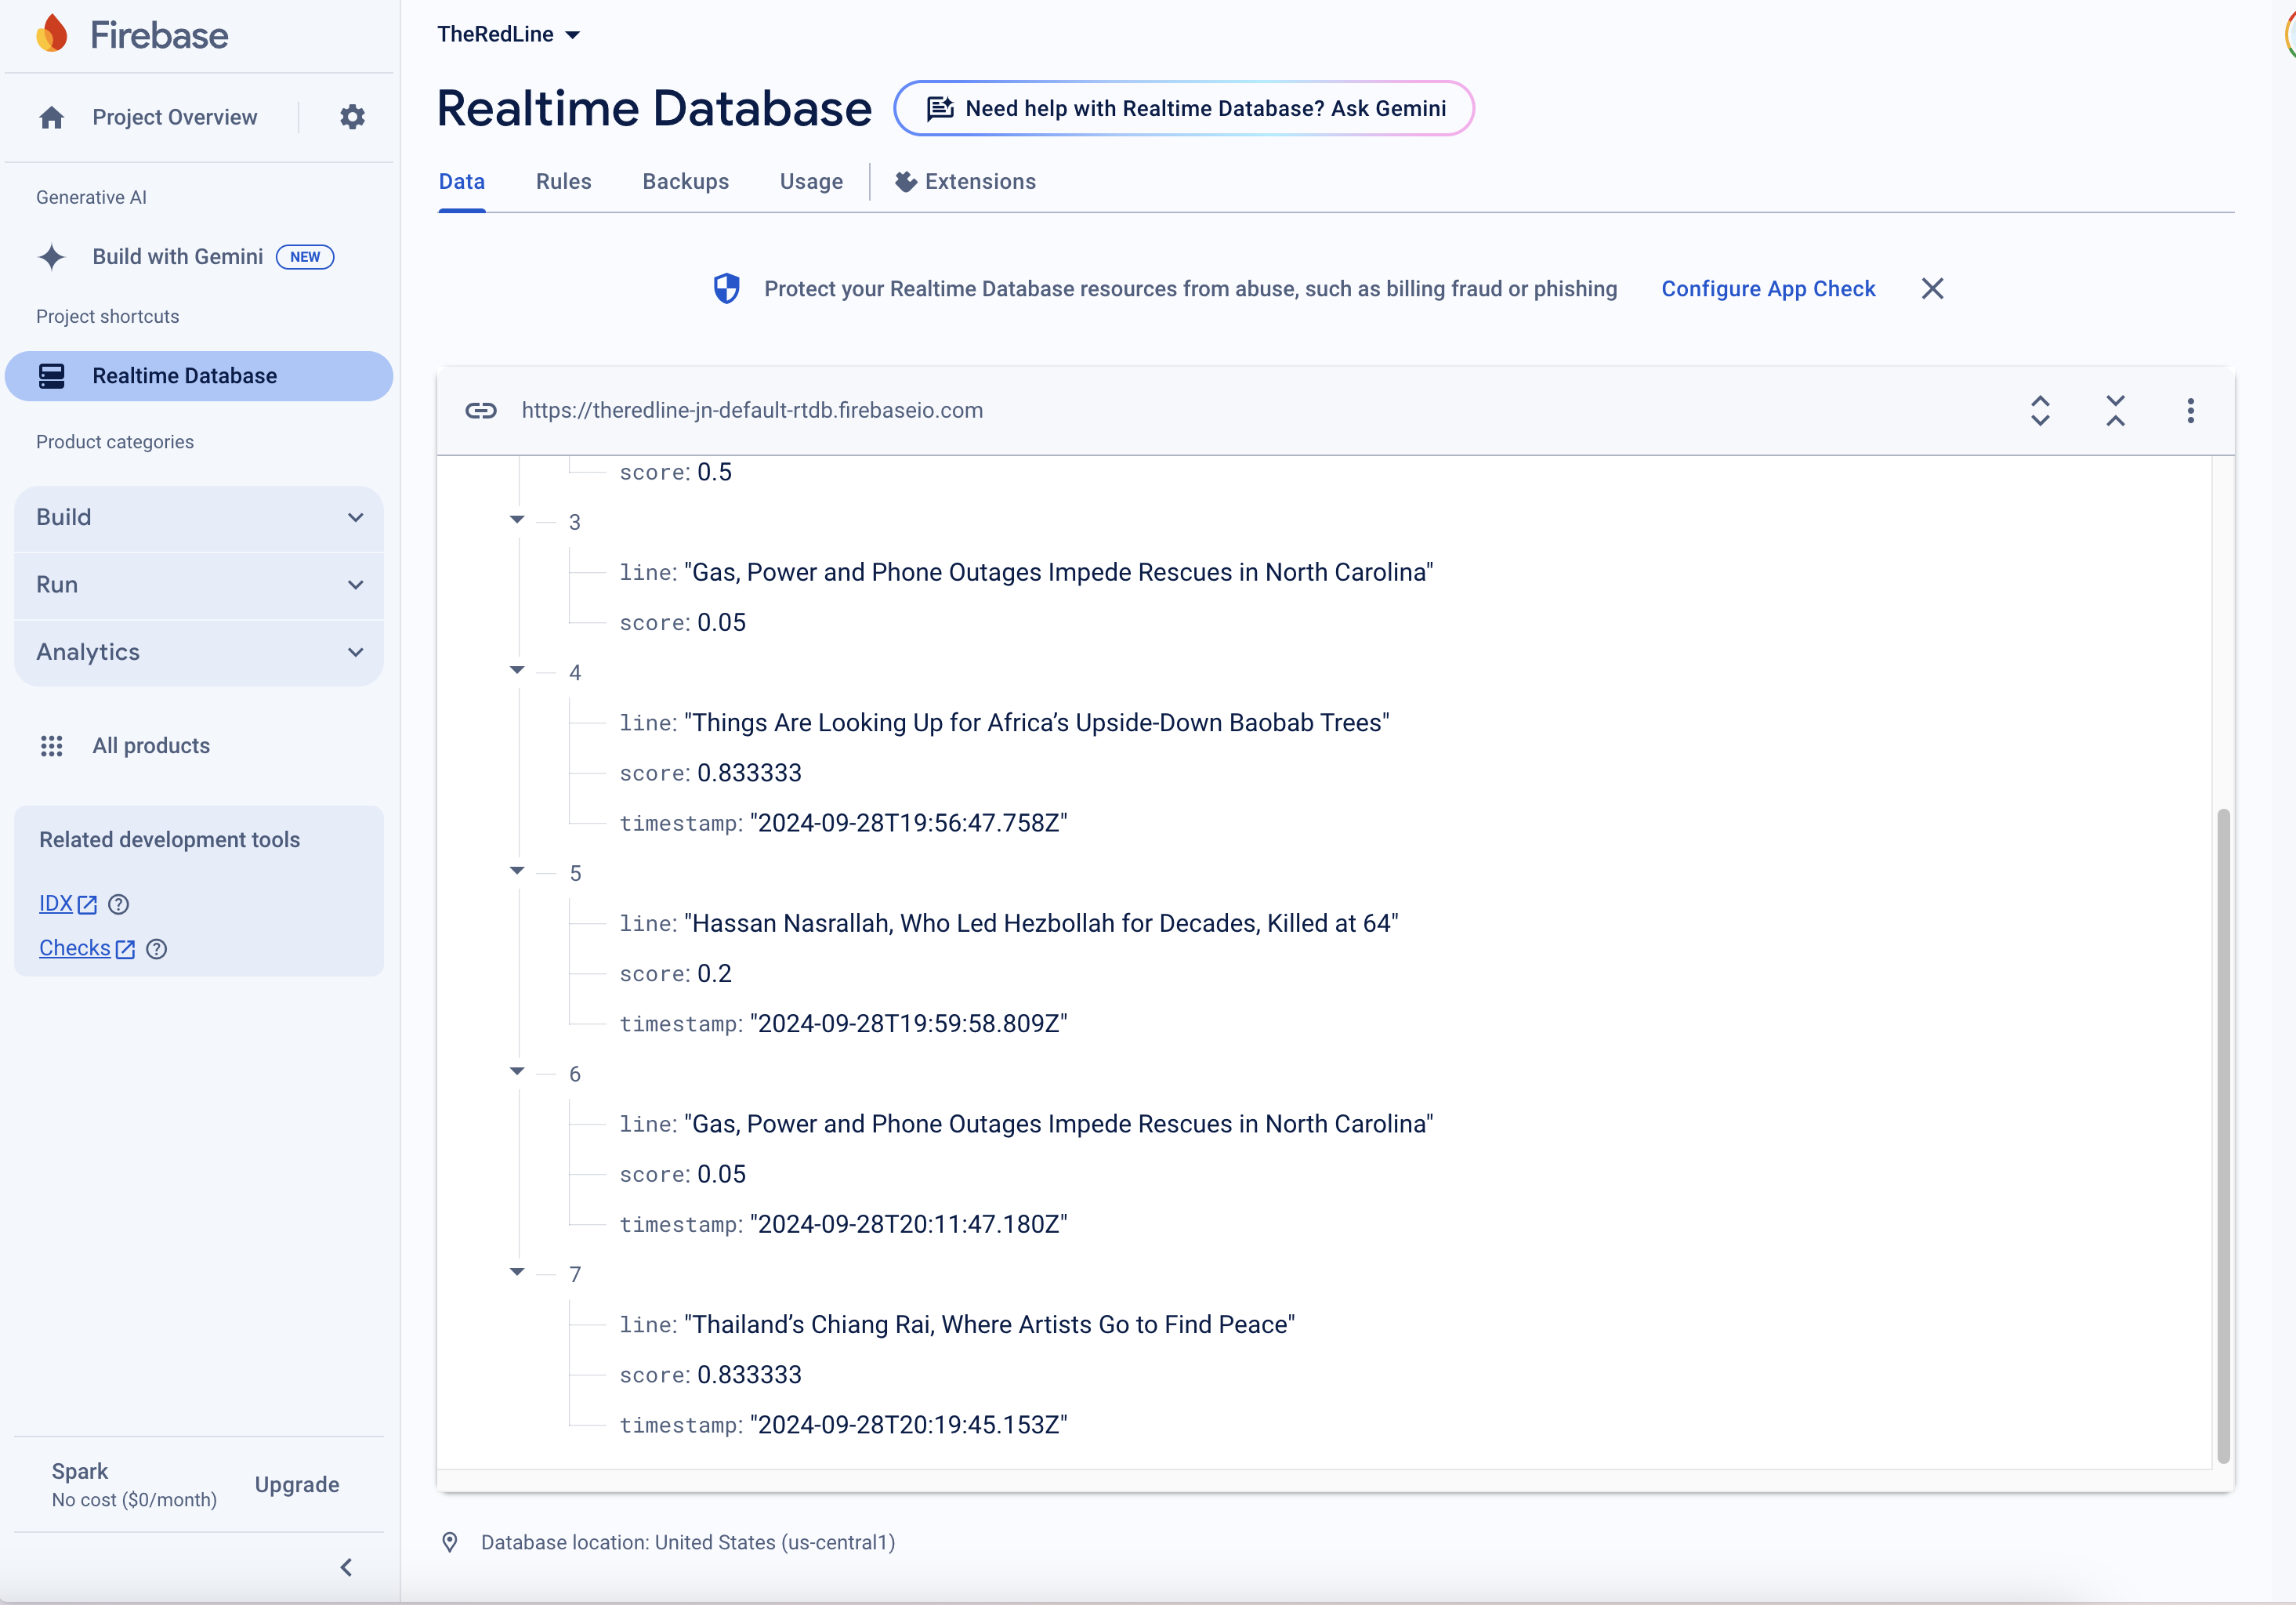 Firebase
Project Overview
Generative AI
Build with Gemini NEW
Project shortcuts
Realtime Database
Product categories
Build
Run
Analytics
All products
Related development tools
IDX
Checks
Spark
No cost ($0/month)
Upgrade
TheRedLine
Realtime Database
Need help with Realtime Database? Ask Gemini
Data Rules Backups Usage Extensions
Protect your Realtime Database resources from abuse, such as billing fraud or phishing Configure App Check
https://theredline-jn-default-rtdb.firebaseio.com
score: 0.5
3
line: "Gas, Power and Phone Outages Impede Rescues in North Carolina"
score: 0.05
4
line: "Things Are Looking Up for Africa’s Upside-Down Baobab Trees"
score: 0.833333
timestamp: "2024-09-28T19:56:47.758Z"
5
line: "Hassan Nasrallah, Who Led Hezbollah for Decades, Killed at 64"
score: 0.2
timestamp: "2024-09-28T19:59:58.809Z"
6
line: "Gas, Power and Phone Outages Impede Rescues in North Carolina"
score: 0.05
timestamp: "2024-09-28T20:11:47.180Z"
7
line: "Thailand’s Chiang Rai, Where Artists Go to Find Peace"
score: 0.833333
timestamp: "2024-09-28T20:19:45.153Z"
Database location: United States (us-central1)